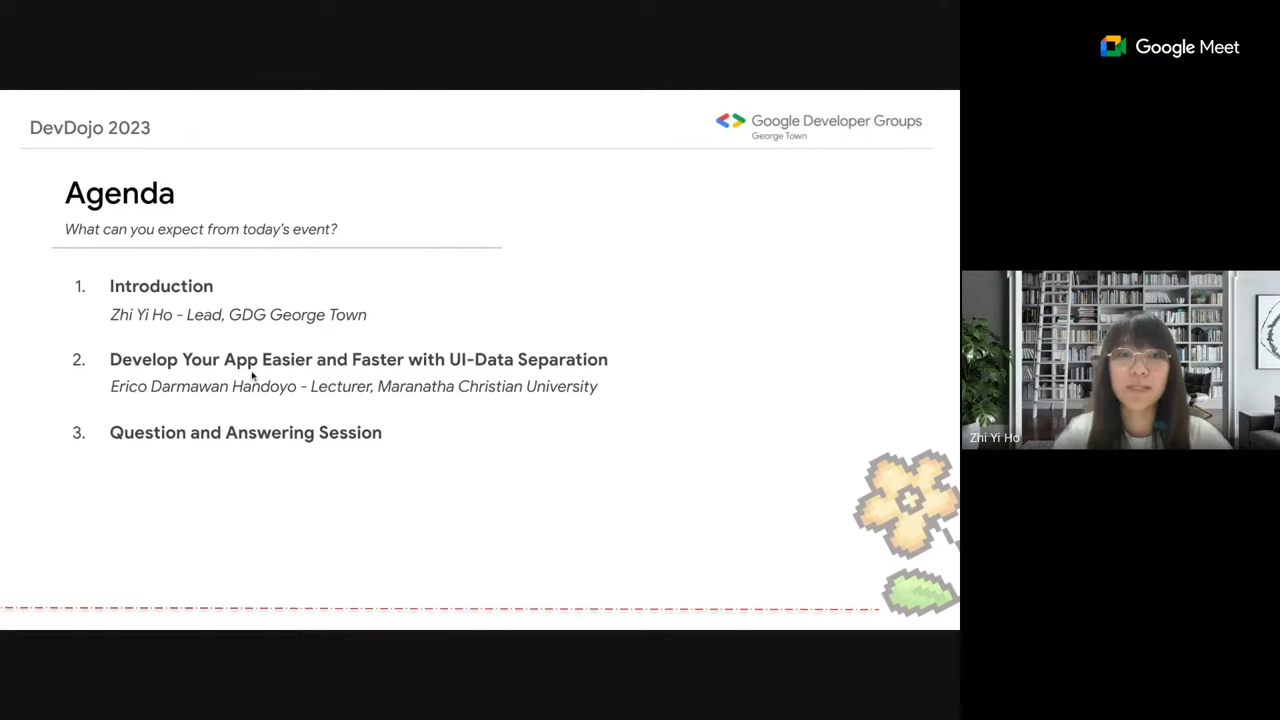 Google Meet
DevDojo 2023
Google Developer Groups
George Town
Agenda
What can you expect from today's event?
1. Introduction
Zhi Yi Ho - Lead, GDG George Town
2. Develop Your App Easier and Faster with UI-Data Separation
Erico Darmawan Handoyo - Lecturer, Maranatha Christian University
3. Question and Answering Session
Zhi Yi Ho